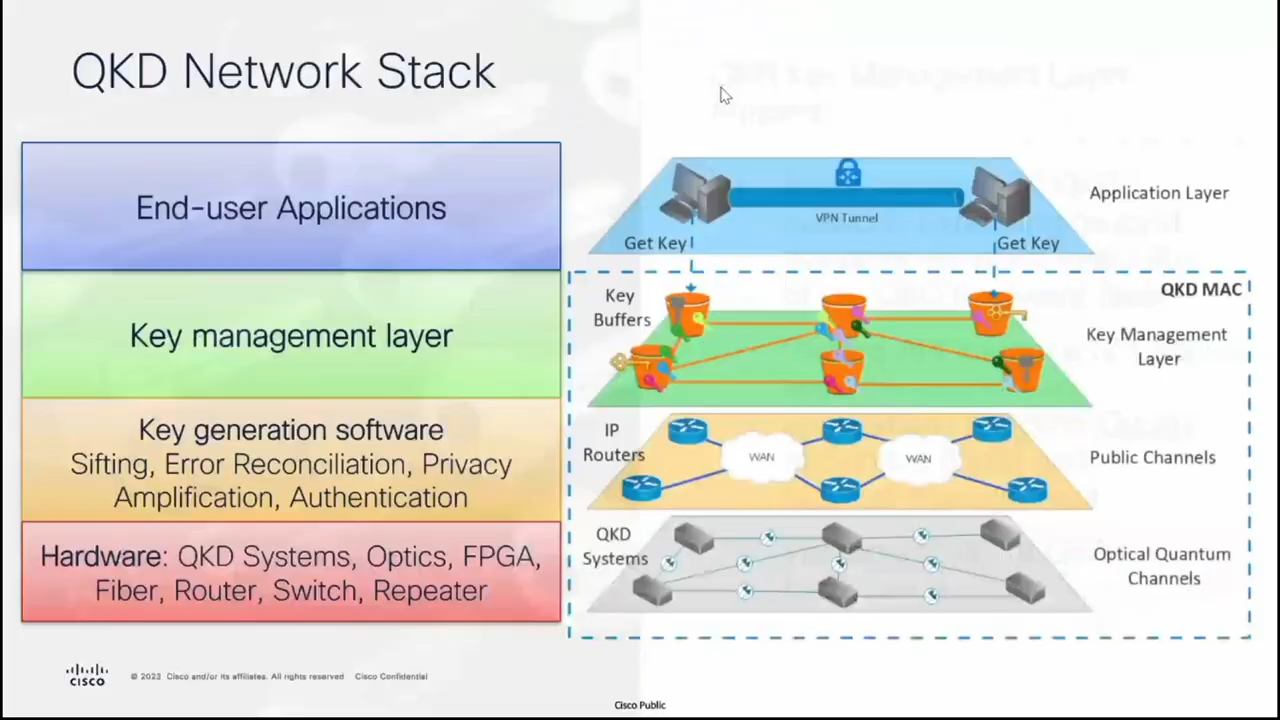 QKD Network Stack
End-user Applications
Key management layer
Key generation software
Sifting, Error Reconciliation, Privacy
Amplification, Authentication
Hardware: QKD Systems, Optics, FPGA,
Fiber, Router, Switch, Repeater
VPN Tunnel
Application Layer
Get Key
Get Key
QKD MAC
Key
Buffers
Key Management
Layer
IP
Routers
WAN
WAN
Public Channels
QKD
Systems
Optical Quantum
Channels
CISCO
© 2023 Cisco and/or its affiliates. All rights reserved Cisco Confidential
Cisco Public